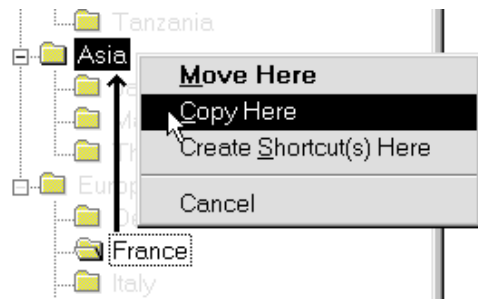 Tanzania
Asia
Move Here
Copy Here
Create Shortcut(s) Here
Cancel
France
Italy